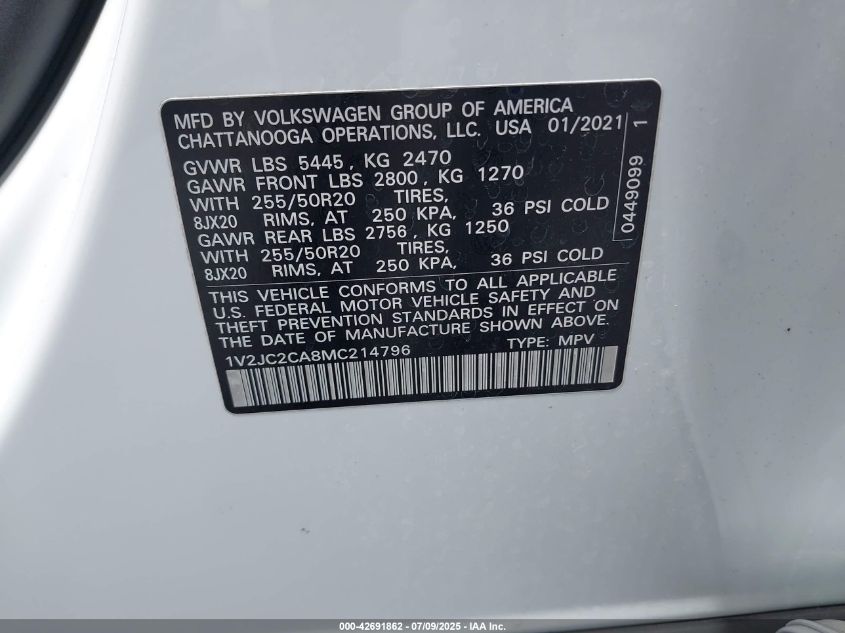 MFD BY VOLKSWAGEN GROUP OF AMERICA
CHATTANOOGA OPERATIONS, LLC. USA 01/2021
GVWR LBS 5445, KG 2470
GAWR FRONT LBS 2800, KG 1270
WITH 255/50R20 TIRES,
8JX20 RIMS, AT 250 KPA, 36 PSI COLD
GAWR REAR LBS 2756, KG 1250
WITH 255/50R20 TIRES,
8JX20 RIMS, AT 250 KPA, 36 PSI COLD
THIS VEHICLE CONFORMS TO ALL APPLICABLE
U.S. FEDERAL MOTOR VEHICLE SAFETY AND
THEFT PREVENTION STANDARDS IN EFFECT ON
THE DATE OF MANUFACTURE SHOWN ABOVE.
1V2JC2CA8MC214796 TYPE: MPV
0449099 1
000-42691862 - 07/09/2025 - IAA Inc.